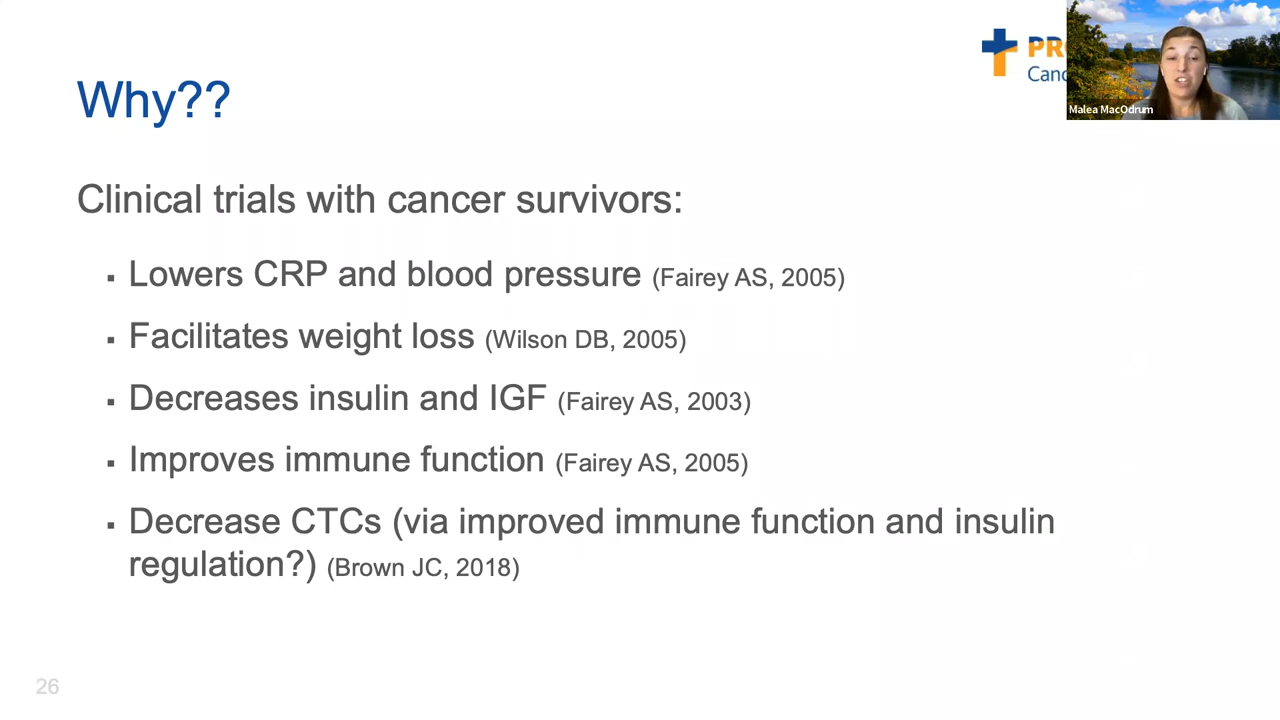 Why??
Malea MacOdrum
Clinical trials with cancer survivors:
▪ Lowers CRP and blood pressure (Fairey AS, 2005)
▪ Facilitates weight loss (Wilson DB, 2005)
▪ Decreases insulin and IGF (Fairey AS, 2003)
▪ Improves immune function (Fairey AS, 2005)
▪ Decrease CTCs (via improved immune function and insulin
regulation?) (Brown JC, 2018)
26